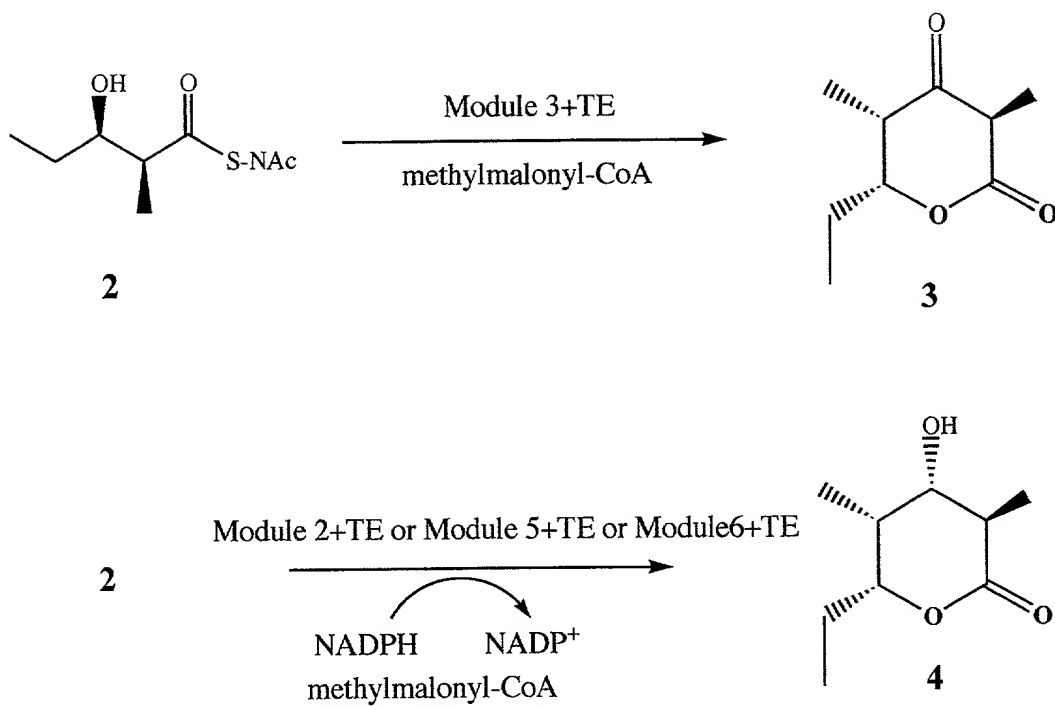 O
OH
O
Module 3+TE
S-NAc
methylmalonyl-CoA
O
O
2
3
OH
Module 2+TE or Module 5+TE or Module6+TE
2
NADPH
NADP+
O
O
methylmalonyl-CoA
4